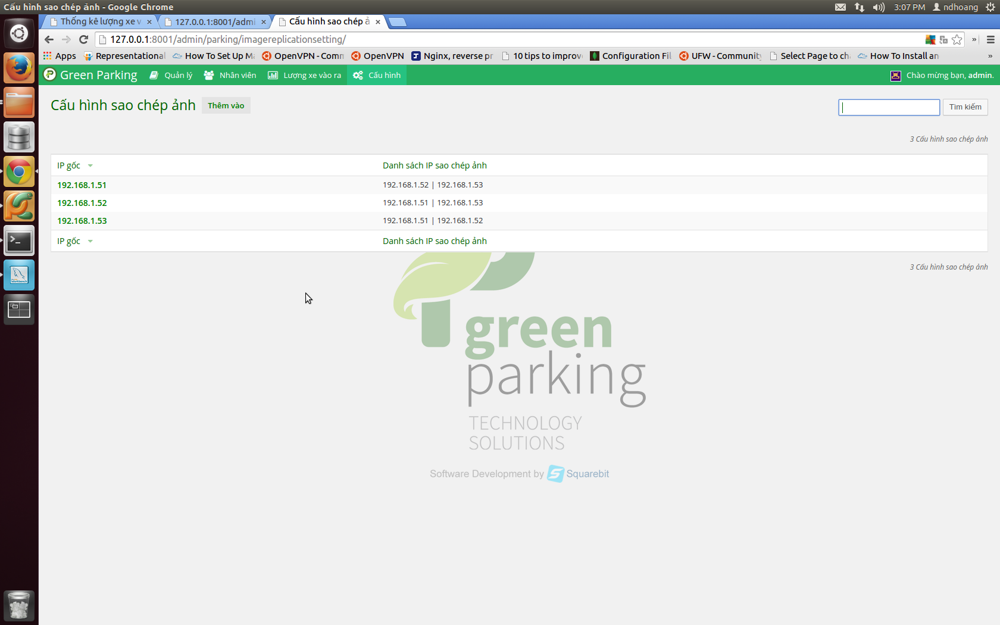 Cấu hình sao chép ảnh - Google Chrome
3:07 PM
ndhoang
Thống kê lượng xe v
127.0.0.1:8001/admi
Cấu hình sao chép ả
127.0.0.1:8001/admin/parking/imagereplicationsetting/
Apps
Representational
How To Set Up M
OpenVPN - Comm
OpenVPN
Nginx, reverse pr
10 tips to improv
Configuration Fil
UFW - Community
Select Page to ch
How To Install an
»
Green Parking
Quản lý
Nhân viên
Lượng xe vào ra
Cấu hình
Chào mừng bạn, admin.
Cấu hình sao chép ảnh
Thêm vào
Tìm kiếm
3 Cấu hình sao chép ảnh
IP gốc
Danh sách IP sao chép ảnh
192.168.1.51
192.168.1.52 | 192.168.1.53
192.168.1.52
192.168.1.51 | 192.168.1.53
192.168.1.53
192.168.1.51 | 192.168.1.52
IP gốc
Danh sách IP sao chép ảnh
3 Cấu hình sao chép ảnh
green
parking
TECHNOLOGY
SOLUTIONS
Software Development by Squarebit